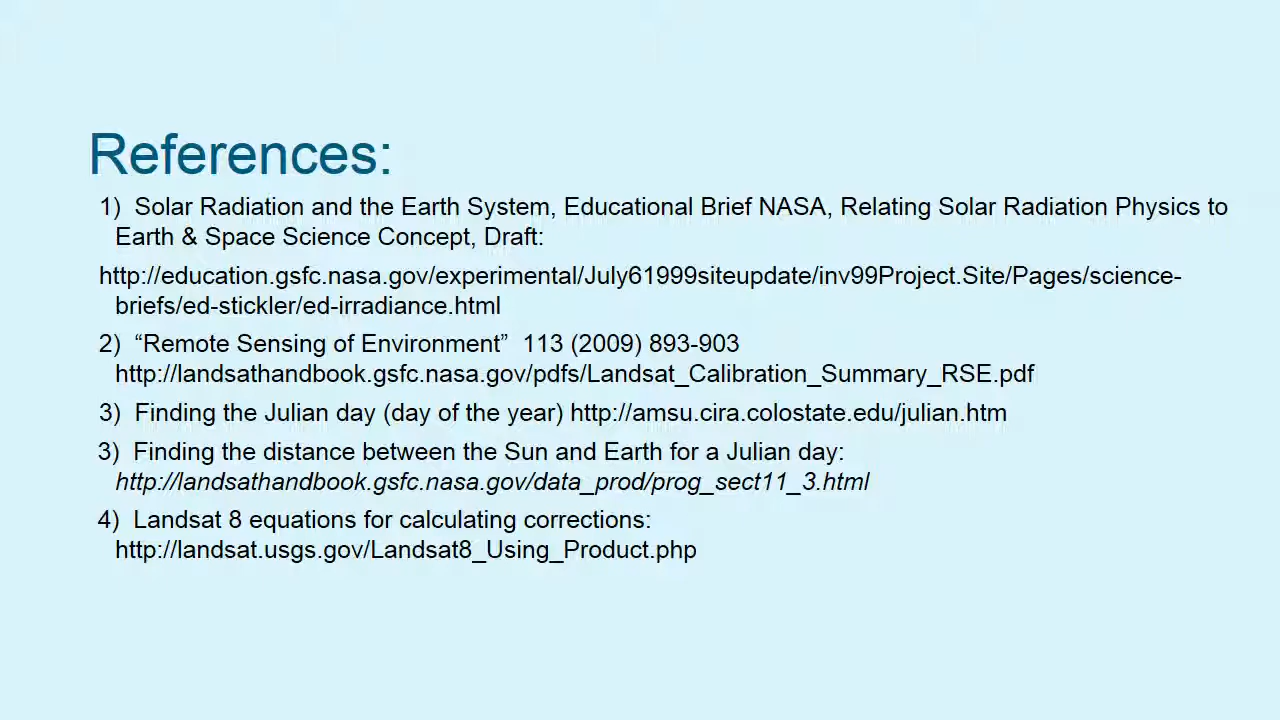 References:
1)  Solar Radiation and the Earth System, Educational Brief NASA, Relating Solar Radiation Physics to
Earth & Space Science Concept, Draft:
http://education.gsfc.nasa.gov/experimental/July61999siteupdate/inv99Project.Site/Pages/science-
briefs/ed-stickler/ed-irradiance.html
2)  “Remote Sensing of Environment”  113 (2009) 893-903
http://landsathandbook.gsfc.nasa.gov/pdfs/Landsat_Calibration_Summary_RSE.pdf
3)  Finding the Julian day (day of the year) http://amsu.cira.colostate.edu/julian.htm
3)  Finding the distance between the Sun and Earth for a Julian day:
http://landsathandbook.gsfc.nasa.gov/data_prod/prog_sect11_3.html
4)  Landsat 8 equations for calculating corrections:
http://landsat.usgs.gov/Landsat8_Using_Product.php